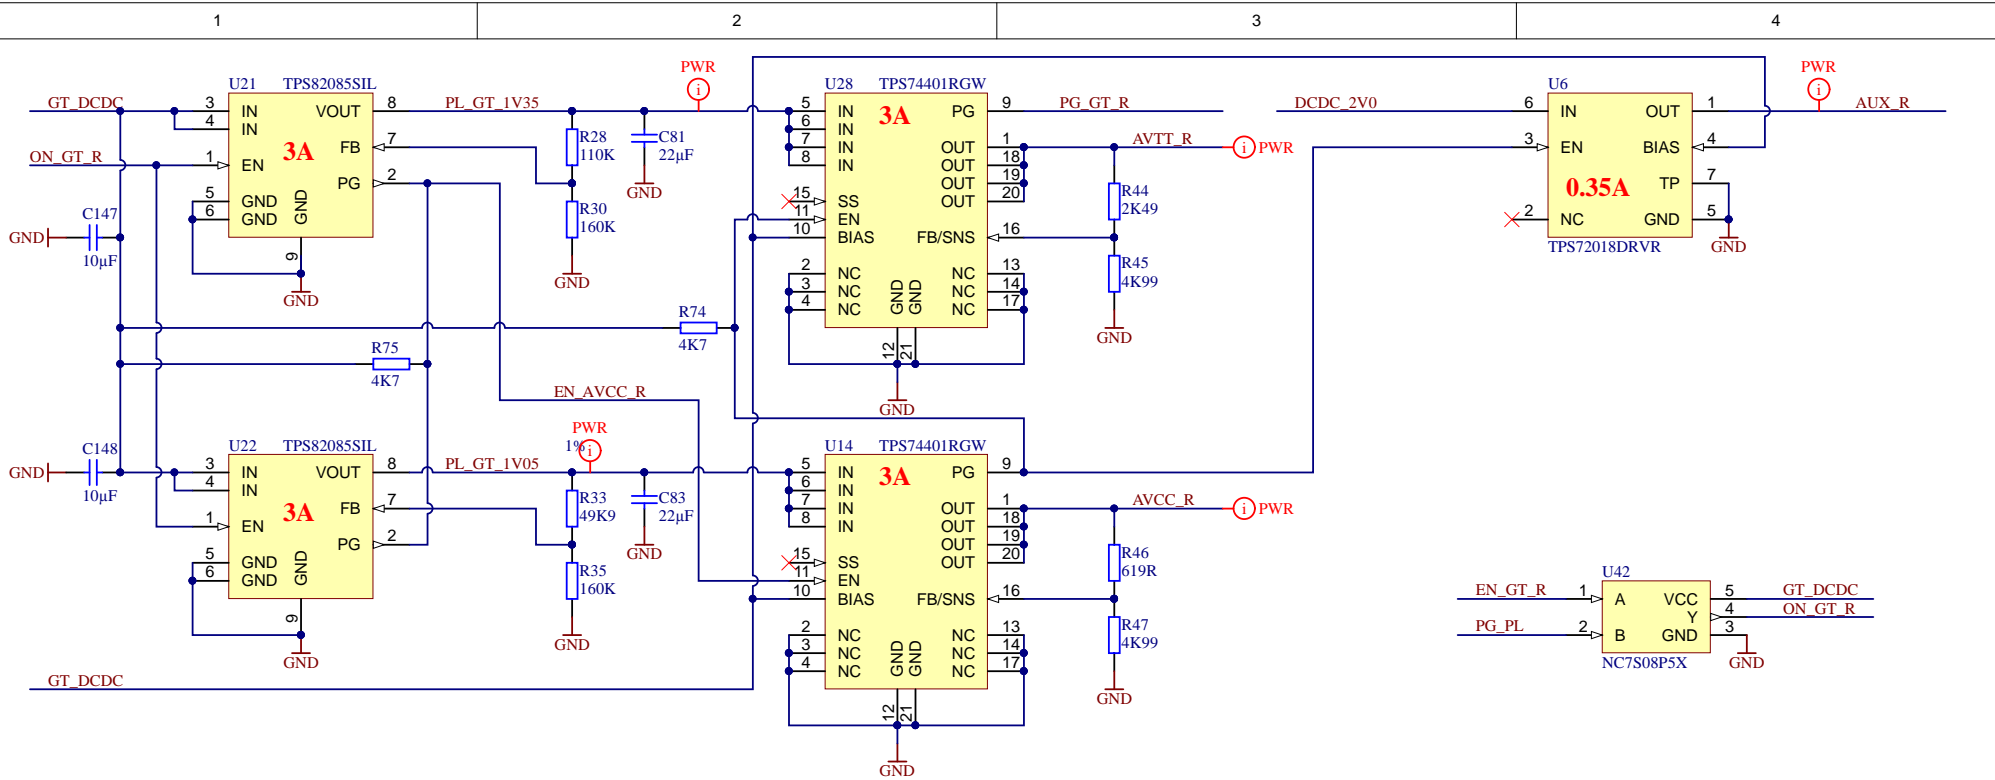 1 2 3 4
U21 TPS82085SIL
GT_DCDC
3 IN VOUT 8 PL_GT_1V35
4 IN
3A
FB 7
ON_GT_R
1 EN
PG 2
5 GND
6 GND
GND
9
GND
C147
GND
10µF
R28
110K
R30
160K
GND
C81
22µF
GND
PWR
U28 TPS74401RGW
3A
5 IN PG 9 PG_GT_R
6 IN
7 IN OUT 1 AVTT_R
8 IN OUT 18
OUT 19
15 SS OUT 20
11 EN
10 BIAS FB/SNS 16
2 NC NC 13
3 NC NC 14
4 NC NC 17
GND GND
12 21
GND
i PWR
R44
2K49
R45
4K99
GND
U6
DCDC_2V0
6 IN OUT 1 AUX_R
3 EN BIAS 4
0.35A
TP 7
2 NC GND 5
TPS72018DRVR
GND
PWR
i
R74
4K7
R75
4K7
EN_AVCC_R
C148
GND
10µF
U22 TPS82085SIL
3 IN VOUT 8 PL_GT_1V05
4 IN
3A
FB 7
1 EN
PG 2
5 GND
6 GND
GND
9
GND
PWR
1%
i
R33
49K9
R35
160K
GND
C83
22µF
GND
U14 TPS74401RGW
3A
5 IN PG 9
6 IN
7 IN OUT 1 AVCC_R
8 IN OUT 18
OUT 19
15 SS OUT 20
11 EN
10 BIAS FB/SNS 16
2 NC NC 13
3 NC NC 14
4 NC NC 17
GND GND
12 21
GND
i PWR
R46
619R
R47
4K99
GND
GT_DCDC
U42
EN_GT_R 1 A VCC 5 GT_DCDC
Y 4 ON_GT_R
PG_PL 2 B GND 3
NC7S08P5X
GND
i